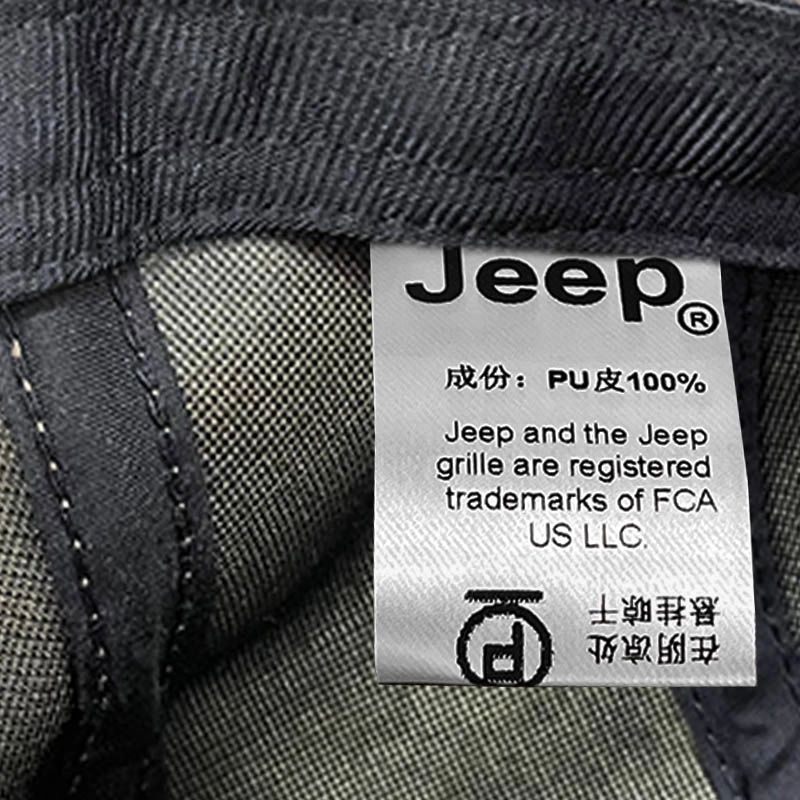 Jeep®
成份：PU皮100%
Jeep and the Jeep
grille are registered
trademarks of FCA
US LLC.
在阴凉处
悬挂晾干
P